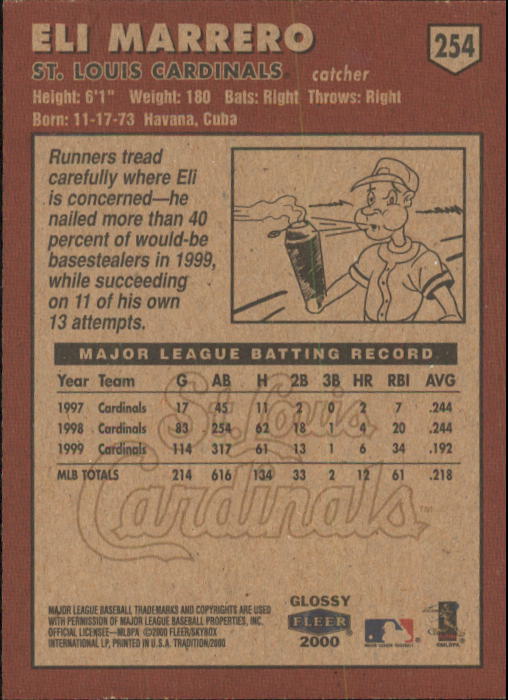 ELI MARRERO
254
ST. LOUIS CARDINALS® catcher
Height: 6'1" Weight: 180 Bats: Right Throws: Right
Born: 11-17-73 Havana, Cuba
Runners tread
carefully where Eli
is concerned—he
nailed more than 40
percent of would-be
basestealers in 1999,
while succeeding
on 11 of his own
13 attempts.
MAJOR LEAGUE BATTING RECORD
Year Team G AB H 2B 3B HR RBI AVG
1997 Cardinals 17 45 11 2 0 2 7 .244
1998 Cardinals 83 254 62 18 1 4 20 .244
1999 Cardinals 114 317 61 13 1 6 34 .192
MLB TOTALS 214 616 134 33 2 12 61 .218
St. Louis
Cardinals™
MAJOR LEAGUE BASEBALL TRADEMARKS AND COPYRIGHTS ARE USED
WITH PERMISSION OF MAJOR LEAGUE BASEBALL PROPERTIES, INC.
OFFICIAL LICENSEE—MLBPA ©2000 FLEER/SKYBOX
INTERNATIONAL LP, PRINTED IN U.S.A. TRADITION/2000
GLOSSY
FLEER
2000
MAJOR LEAGUE BASEBALL
©MLBPA